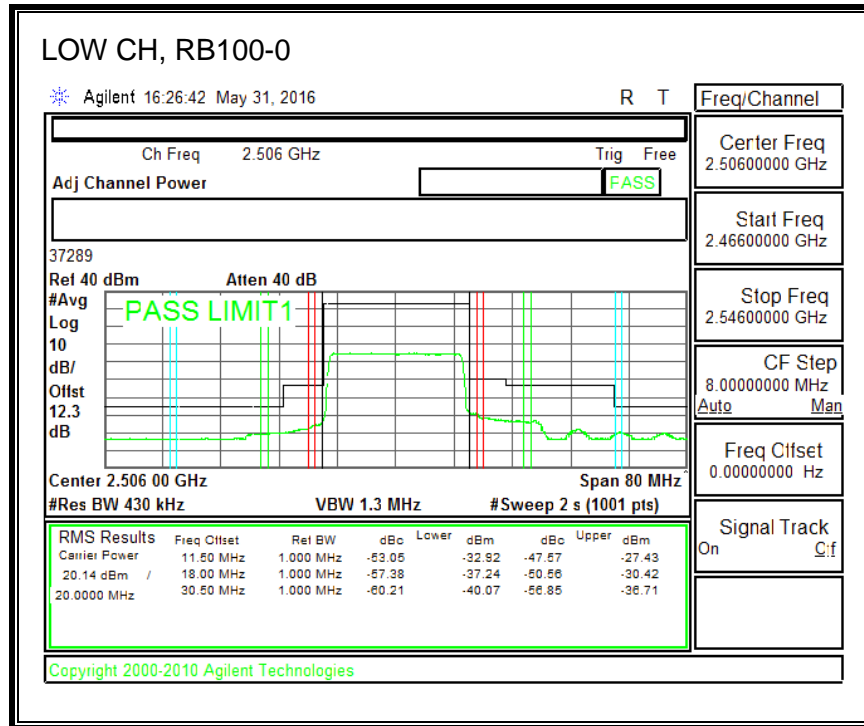 LOW CH, RB100-0
Agilent 16:26:42 May 31, 2016 R T
Freq/Channel
Ch Freq 2.506 GHz Trig Free
Adj Channel Power PASS
37289
Ref 40 dBm Atten 40 dB
#Avg
Log
10
dB/
Offst
12.3
dB
PASS LIMIT1
Center 2.506 00 GHz Span 80 MHz
#Res BW 430 kHz VBW 1.3 MHz #Sweep 2 s (1001 pts)
RMS Results Freq Offset Ref BW dBc Lower dBm dBc Upper dBm
Carrier Power 11.50 MHz 1.000 MHz -53.05 -32.92 -47.57 -27.43
20.14 dBm / 18.00 MHz 1.000 MHz -57.38 -37.24 -50.56 -30.42
20.0000 MHz 30.50 MHz 1.000 MHz -60.21 -40.07 -56.85 -36.71
Copyright 2000-2010 Agilent Technologies
Center Freq
2.50600000 GHz
Start Freq
2.46600000 GHz
Stop Freq
2.54600000 GHz
CF Step
8.00000000 MHz
Auto Man
Freq Offset
0.00000000 Hz
Signal Track
On Off